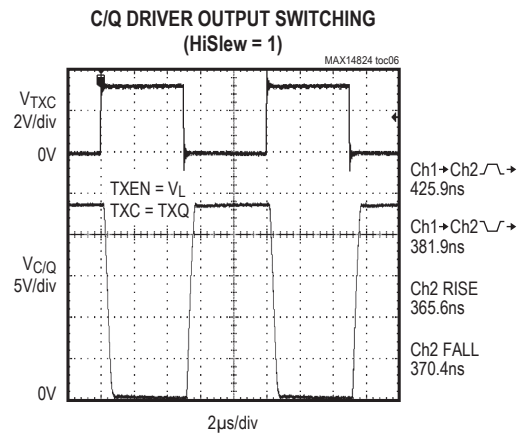 C/Q DRIVER OUTPUT SWITCHING
(HiSlew = 1)
MAX14824 toc06
VTXC
2V/div
0V
TXEN = VL
TXC = TXQ
VC/Q
5V/div
0V
2µs/div
Ch1→Ch2
425.9ns
Ch1→Ch2
381.9ns
Ch2 RISE
365.6ns
Ch2 FALL
370.4ns